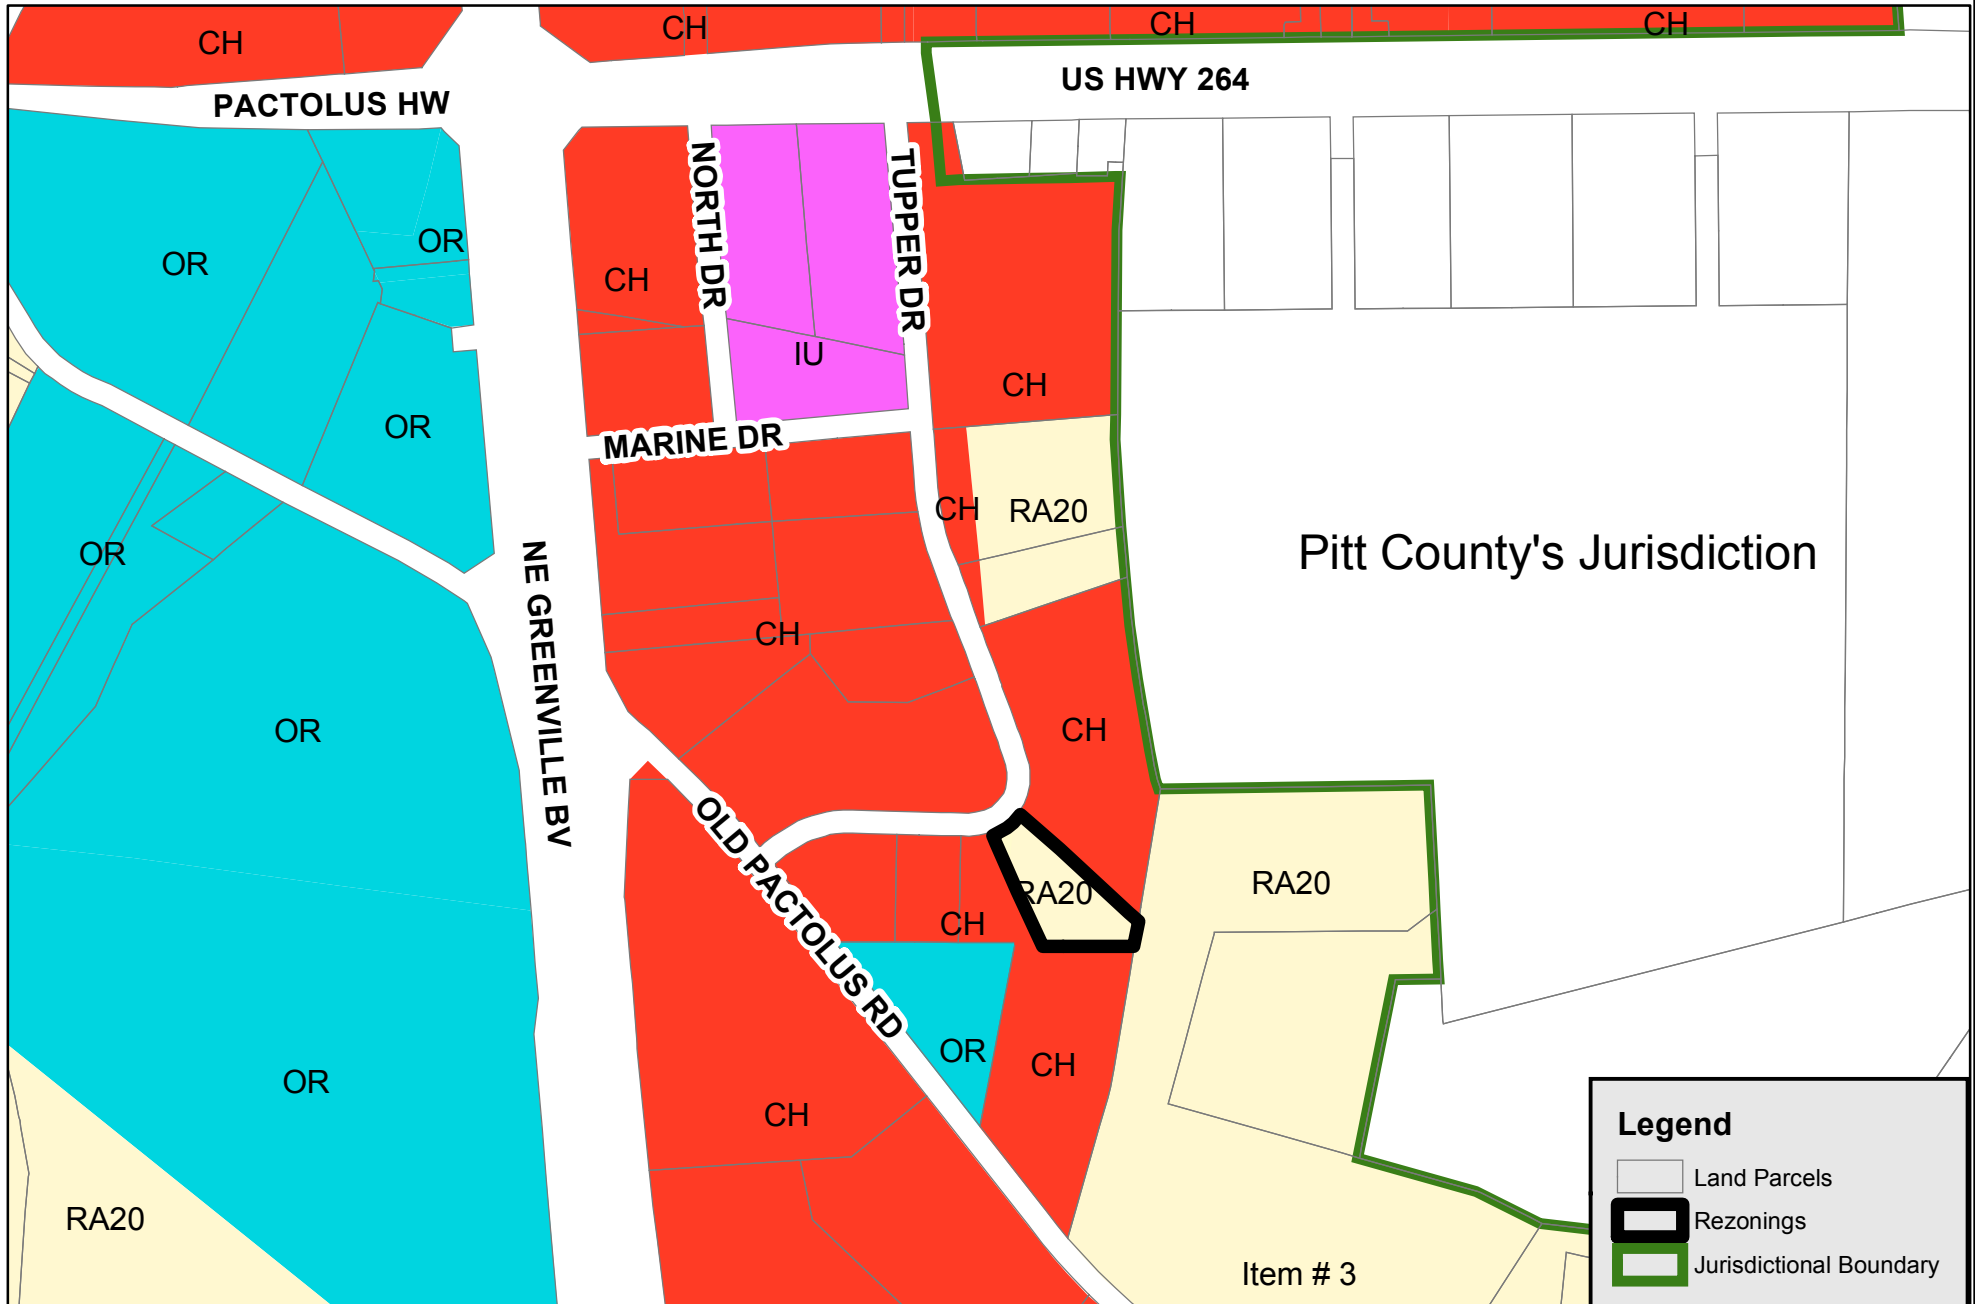 CH
CH
CH
CH
US HWY 264
PACTOLUS HW
NORTH DR
TUPPER DR
OR
OR
CH
IU
CH
OR
MARINE DR
CH
RA20
OR
Pitt County's Jurisdiction
NE GREENVILLE BV
CH
OR
CH
OLD PACTOLUS RD
RA20
RA20
CH
OR
CH
OR
CH
RA20
Item # 3
Legend
Land Parcels
Rezonings
Jurisdictional Boundary